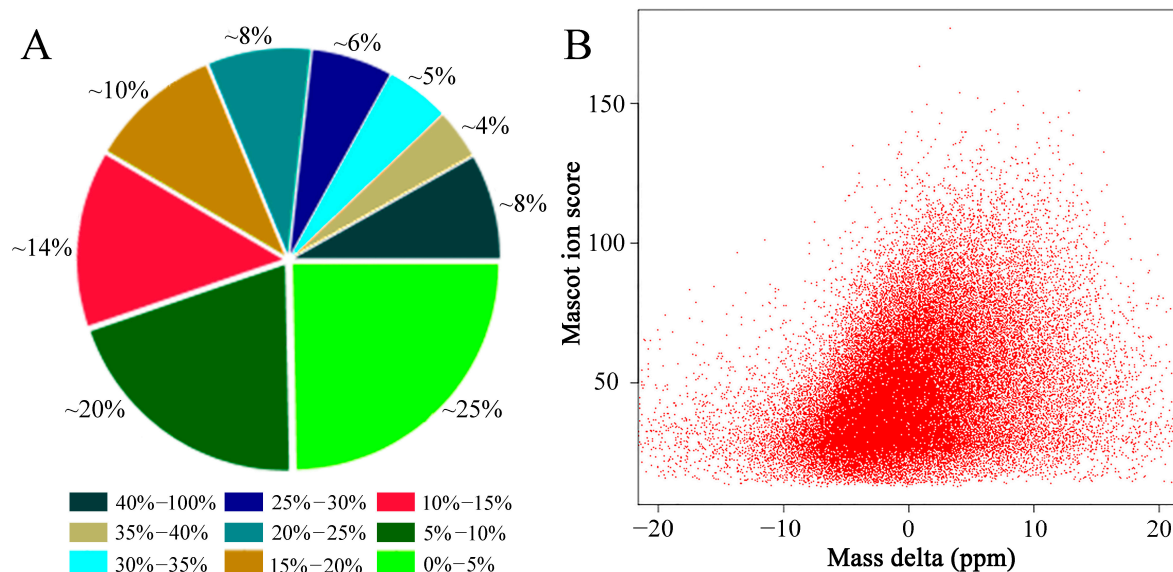 A
~8%
~6%
~5%
~4%
~8%
~10%
~14%
~20%
~25%
40%−100% 25%−30% 10%−15%
35%−40% 20%−25% 5%−10%
30%−35% 15%−20% 0%−5%
B
Mascot ion score
150
100
50
−20 −10 0 10 20
Mass delta (ppm)